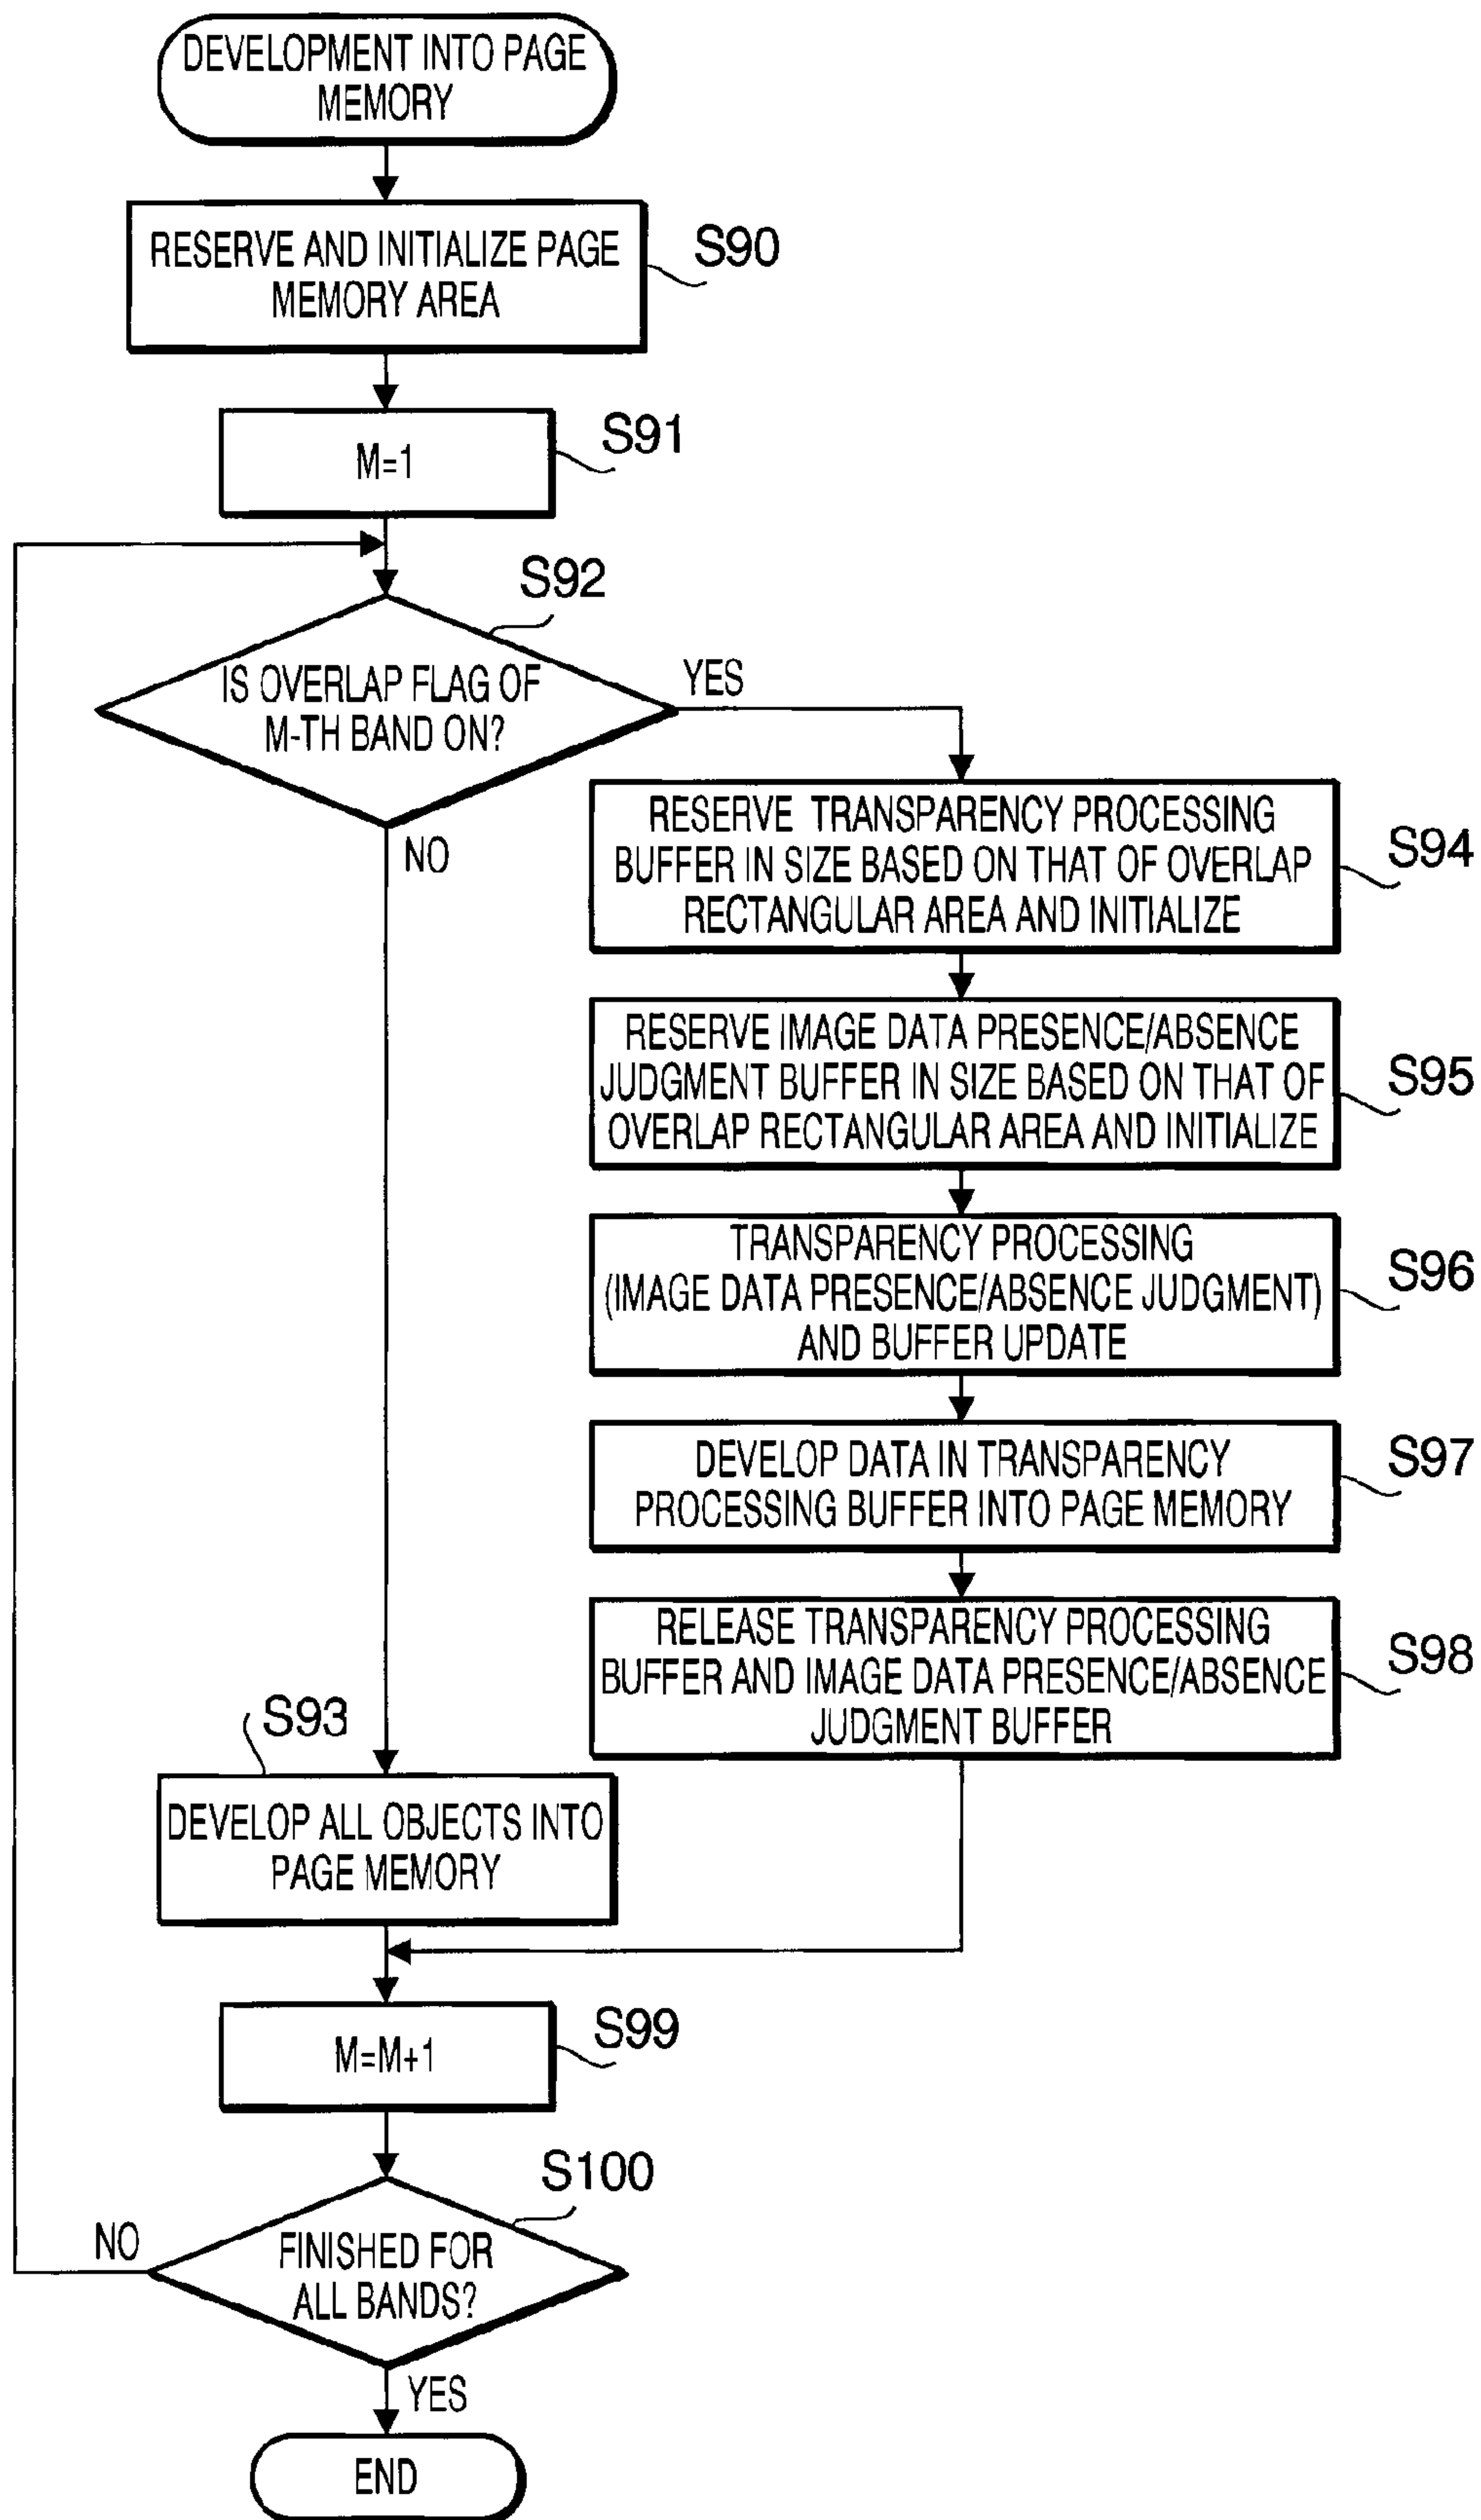 DEVELOPMENT INTO PAGE
MEMORY
RESERVE AND INITIALIZE PAGE
MEMORY AREA
S90
M=1
S91
S92
IS OVERLAP FLAG OF
M-TH BAND ON?
YES
NO
RESERVE TRANSPARENCY PROCESSING
BUFFER IN SIZE BASED ON THAT OF OVERLAP
RECTANGULAR AREA AND INITIALIZE
S94
RESERVE IMAGE DATA PRESENCE/ABSENCE
JUDGMENT BUFFER IN SIZE BASED ON THAT OF
OVERLAP RECTANGULAR AREA AND INITIALIZE
S95
TRANSPARENCY PROCESSING
(IMAGE DATA PRESENCE/ABSENCE JUDGMENT)
AND BUFFER UPDATE
S96
DEVELOP DATA IN TRANSPARENCY
PROCESSING BUFFER INTO PAGE MEMORY
S97
RELEASE TRANSPARENCY PROCESSING
BUFFER AND IMAGE DATA PRESENCE/ABSENCE
JUDGMENT BUFFER
S98
S93
DEVELOP ALL OBJECTS INTO
PAGE MEMORY
M=M+1
S99
S100
FINISHED FOR
ALL BANDS?
NO
YES
END